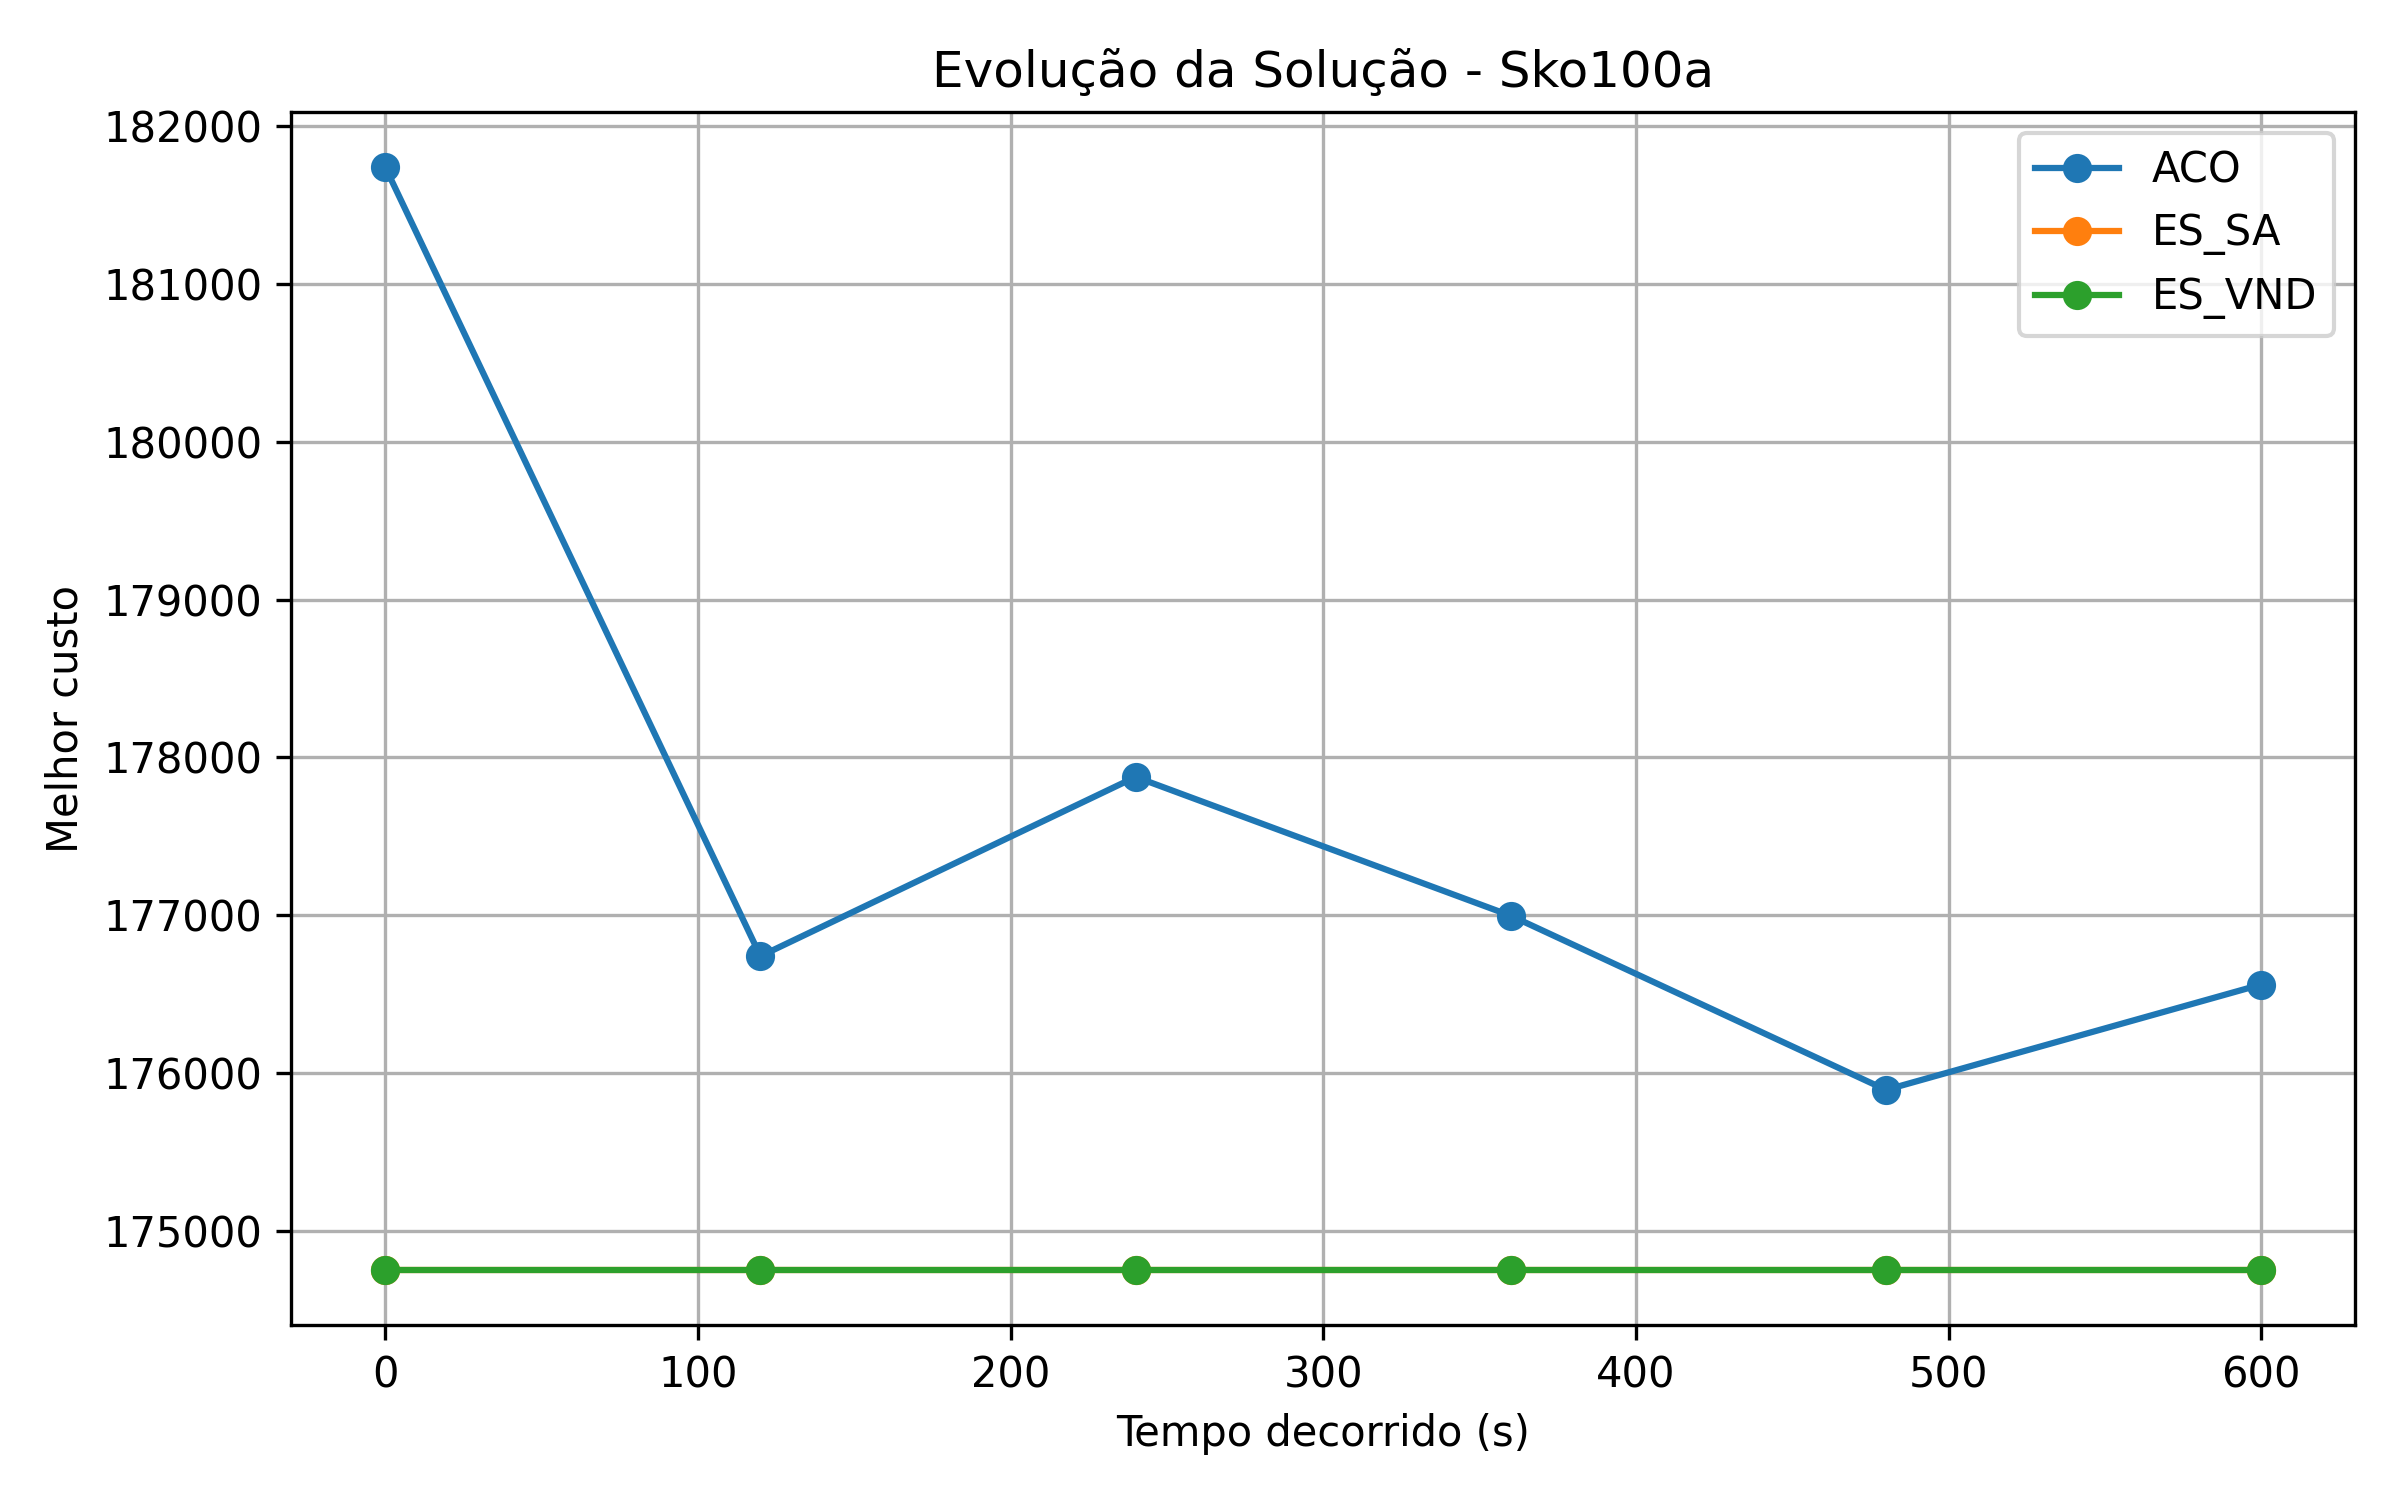 Evolução da Solução - Sko100a
182000
181000
180000
179000
178000
177000
176000
175000
Melhor custo
ACO
ES_SA
ES_VND
0 100 200 300 400 500 600
Tempo decorrido (s)